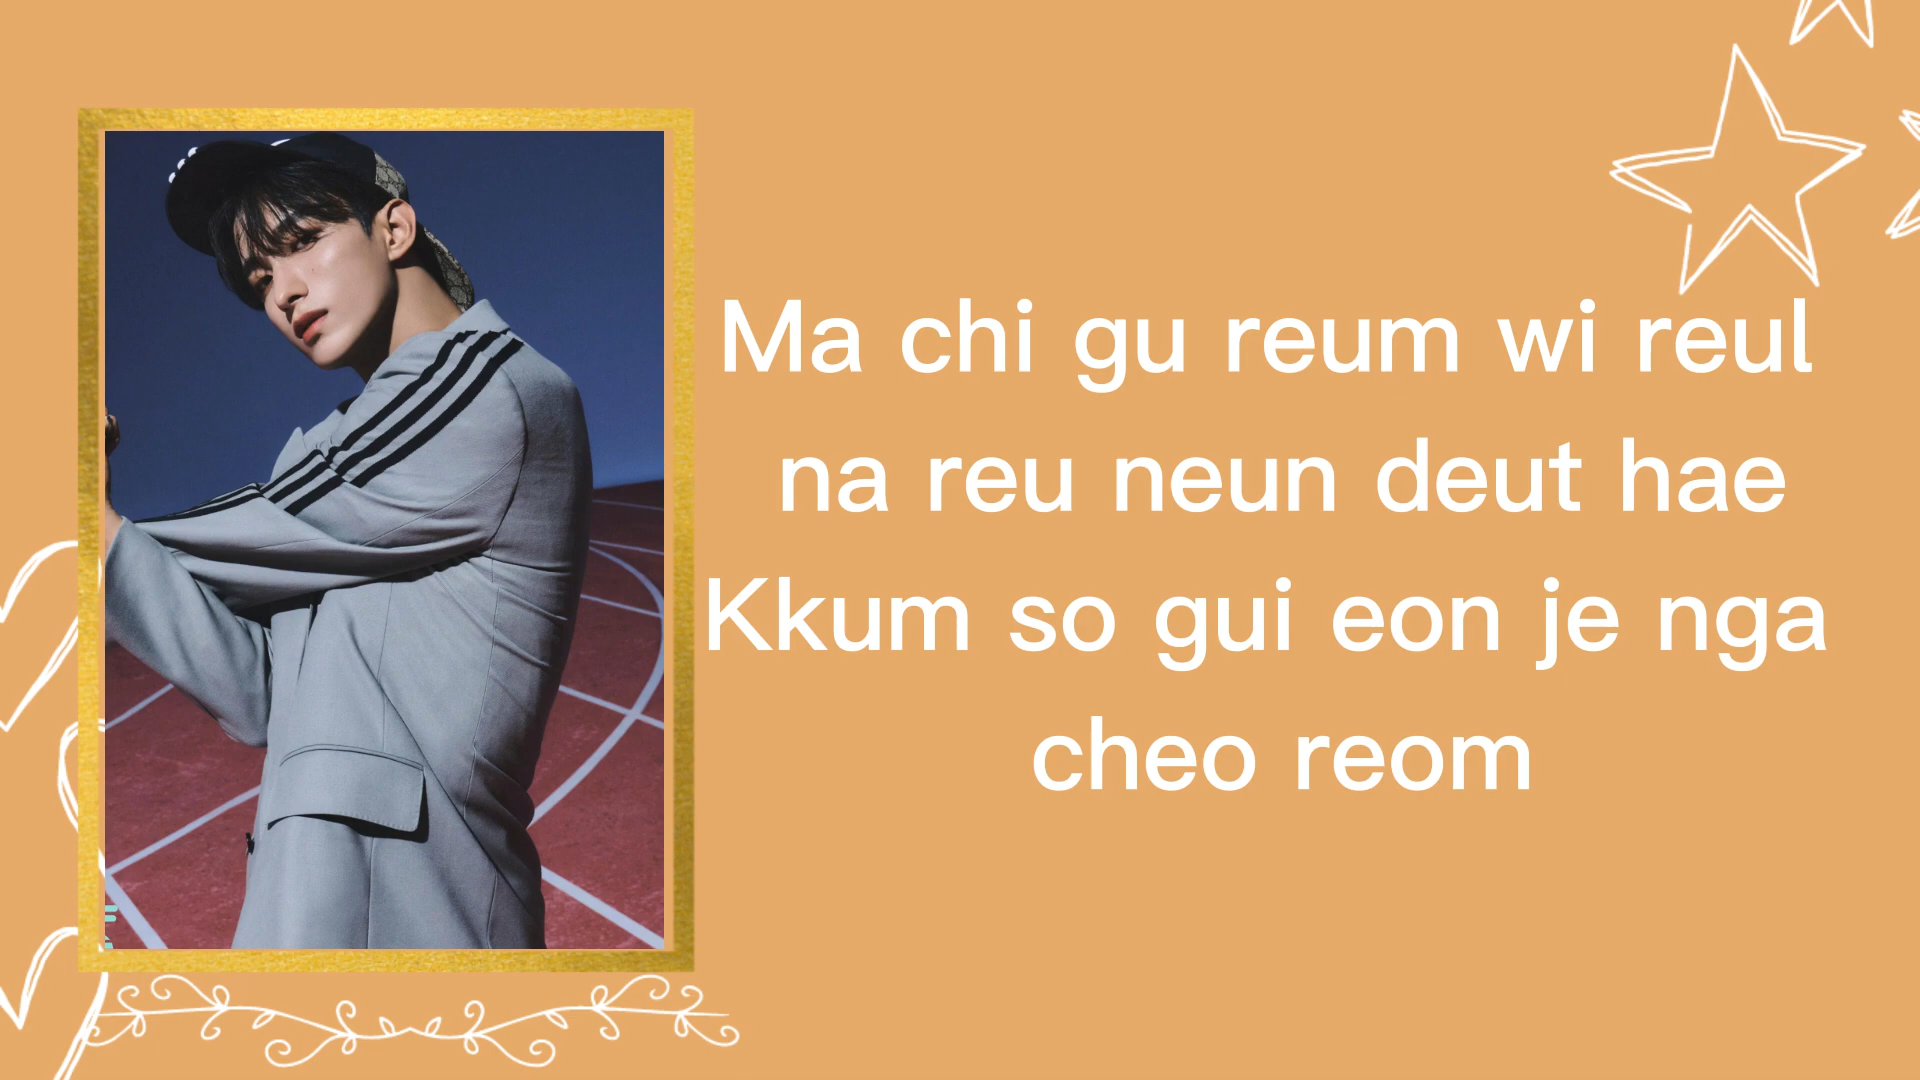 Ma chi gu reum wi reul
na reu neun deut hae
Kkum so gui eon je nga
cheo reom